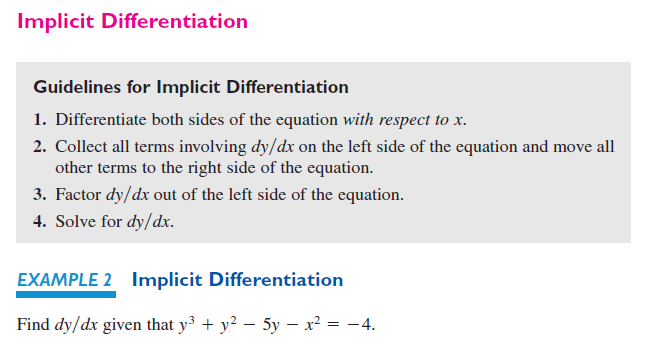 Implicit Differentiation
Guidelines for Implicit Differentiation
1. Differentiate both sides of the equation with respect to x.
2. Collect all terms involving dy/dx on the left side of the equation and move all
other terms to the right side of the equation.
3. Factor dy/dx out of the left side of the equation.
4. Solve for dy/dx.
EXAMPLE 2 Implicit Differentiation
Find dy/dx given that y³ + y² − 5y − x² = −4.